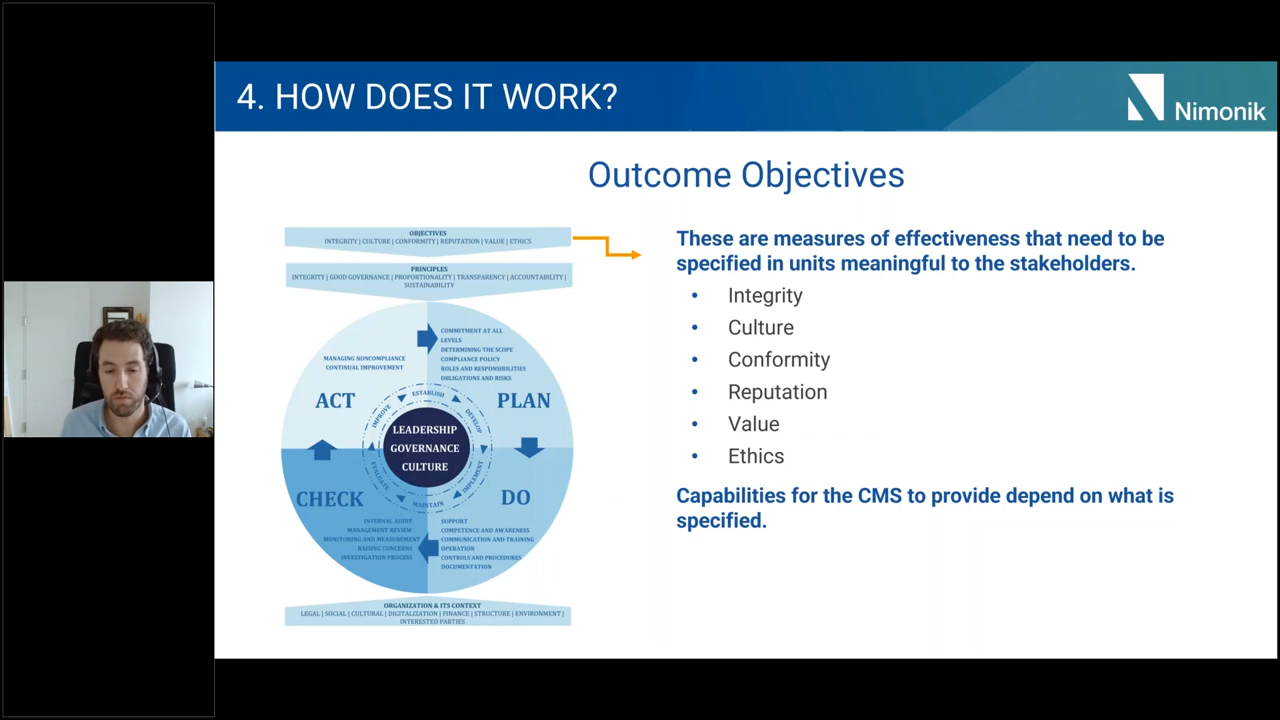 4. HOW DOES IT WORK?
Nimonik
Outcome Objectives
OBJECTIVES
INTEGRITY | CULTURE | CONFORMITY | REPUTATION | VALUE | ETHICS
PRINCIPLES
INTEGRITY | GOOD GOVERNANCE | PROPORTIONALITY | TRANSPARENCY | ACCOUNTABILITY |
SUSTAINABILITY
MANAGING NONCOMPLIANCE
CONTINUAL IMPROVEMENT
ACT
COMMITMENT AT ALL
LEVELS
DETERMINING THE SCOPE
COMPLIANCE POLICY
ROLES AND RESPONSIBILITIES
OBLIGATIONS AND RISKS
PLAN
ESTABLISH
DEVELOP
IMPLEMENT
MAINTAIN
EVALUATE
IMPROVE
LEADERSHIP
GOVERNANCE
CULTURE
CHECK
INTERNAL AUDIT
MANAGEMENT REVIEW
MONITORING AND MEASUREMENT
RAISING CONCERNS
INVESTIGATION PROCESS
DO
SUPPORT
COMPETENCE AND AWARENESS
COMMUNICATION AND TRAINING
OPERATION
CONTROLS AND PROCEDURES
DOCUMENTATION
ORGANIZATION & ITS CONTEXT
LEGAL | SOCIAL | CULTURAL | DIGITALIZATION | FINANCE | STRUCTURE | ENVIRONMENT |
INTERESTED PARTIES
These are measures of effectiveness that need to be
specified in units meaningful to the stakeholders.
• Integrity
• Culture
• Conformity
• Reputation
• Value
• Ethics
Capabilities for the CMS to provide depend on what is
specified.